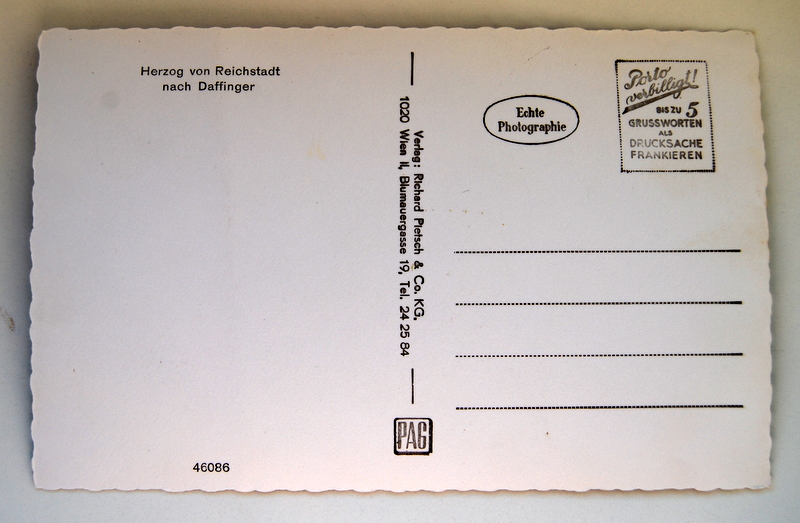 Herzog von Reichstadt
nach Daffinger
46086
Verlag: Richard Pietsch & Co. KG,
1020 Wien II, Blumauergasse 19, Tel. 24 25 84
PAG
Echte
Photographie
Porto
verbilligt!
BIS ZU 5
GRUSSWORTEN
ALS
DRUCKSACHE
FRANKIEREN